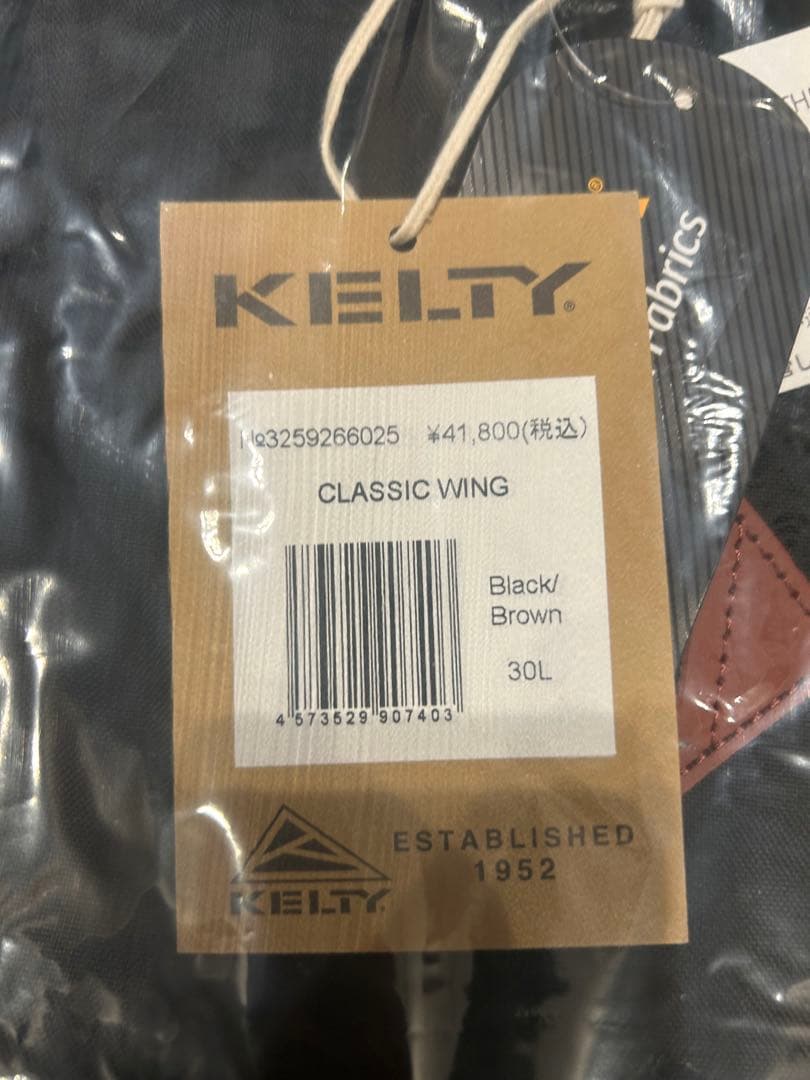 KELTY®
№3259266025 ¥41,800(税込)
CLASSIC WING
Black/
Brown
30L
4 573529 907403
ESTABLISHED
1952
KELTY®
Fabrics